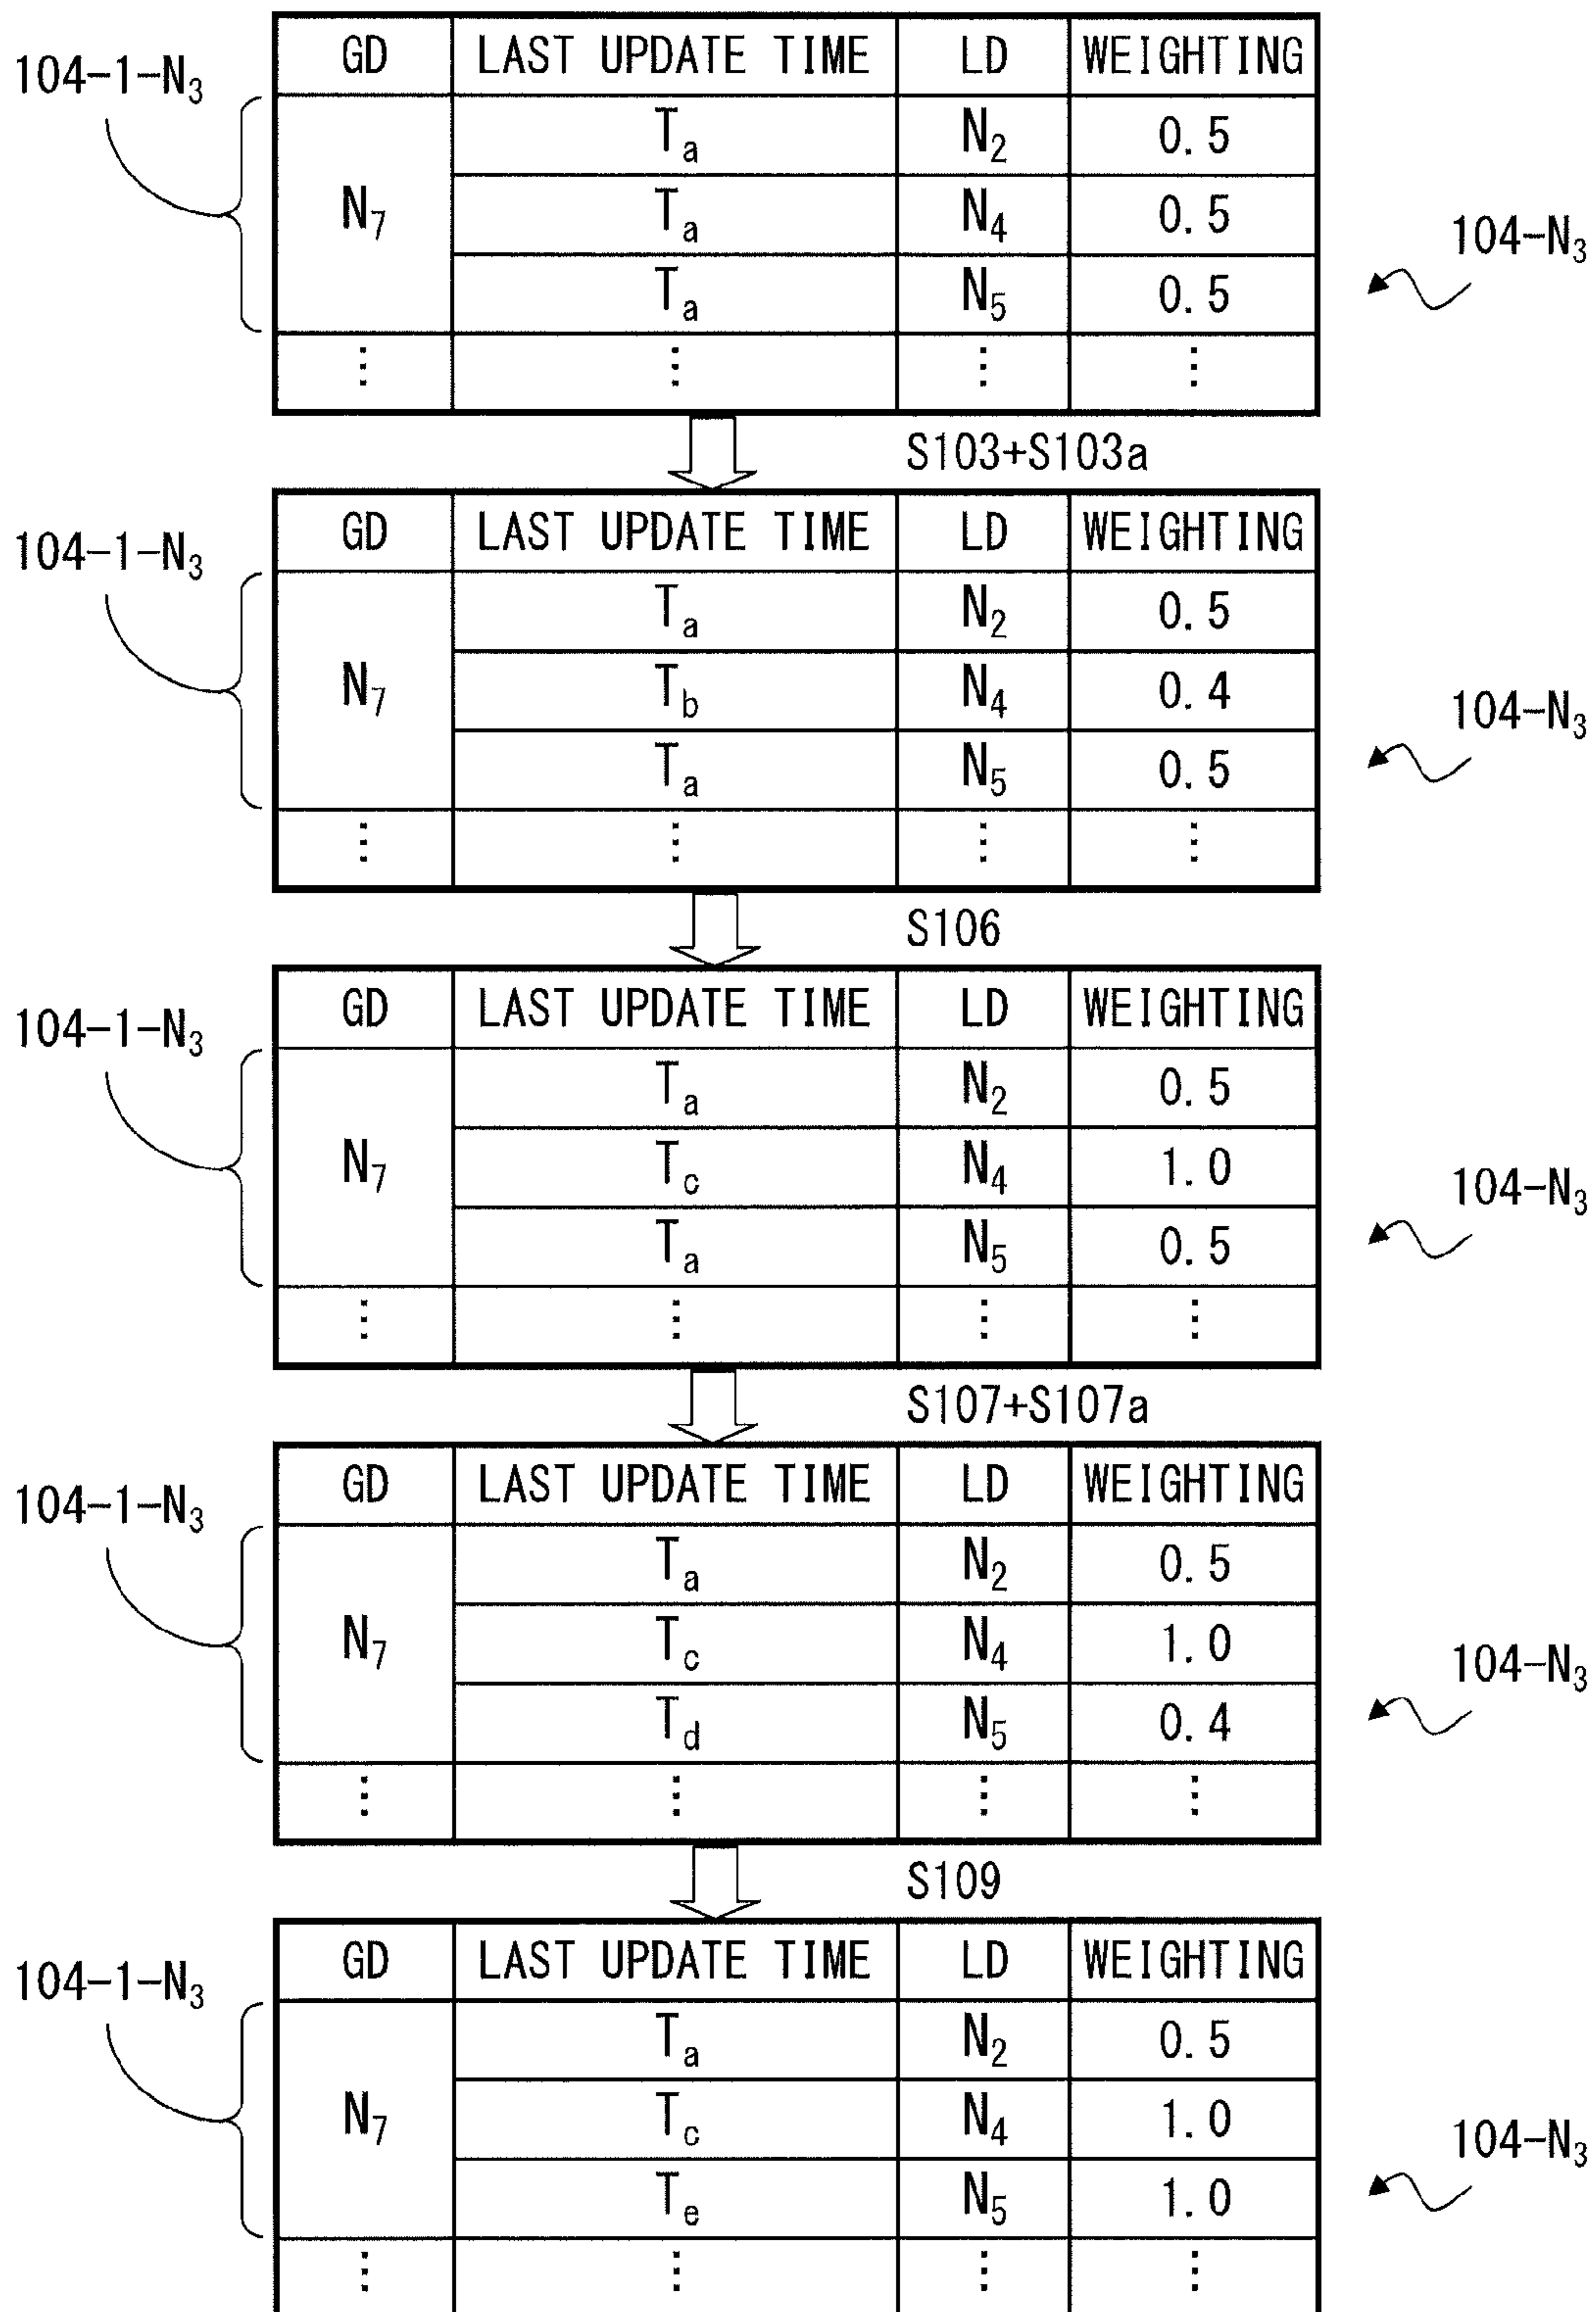 GD LAST UPDATE TIME LD WEIGHTING
104-1-N₃
Tₐ N₂ 0.5
N₇ Tₐ N₄ 0.5
104-N₃
Tₐ N₅ 0.5
⋮ ⋮ ⋮ ⋮
S103+S103a
GD LAST UPDATE TIME LD WEIGHTING
104-1-N₃
Tₐ N₂ 0.5
N₇ T_b N₄ 0.4
104-N₃
Tₐ N₅ 0.5
⋮ ⋮ ⋮ ⋮
S106
GD LAST UPDATE TIME LD WEIGHTING
104-1-N₃
Tₐ N₂ 0.5
N₇ T_c N₄ 1.0
104-N₃
Tₐ N₅ 0.5
⋮ ⋮ ⋮ ⋮
S107+S107a
GD LAST UPDATE TIME LD WEIGHTING
104-1-N₃
Tₐ N₂ 0.5
N₇ T_c N₄ 1.0
104-N₃
T_d N₅ 0.4
⋮ ⋮ ⋮ ⋮
S109
GD LAST UPDATE TIME LD WEIGHTING
104-1-N₃
Tₐ N₂ 0.5
N₇ T_c N₄ 1.0
104-N₃
Tₑ N₅ 1.0
⋮ ⋮ ⋮ ⋮